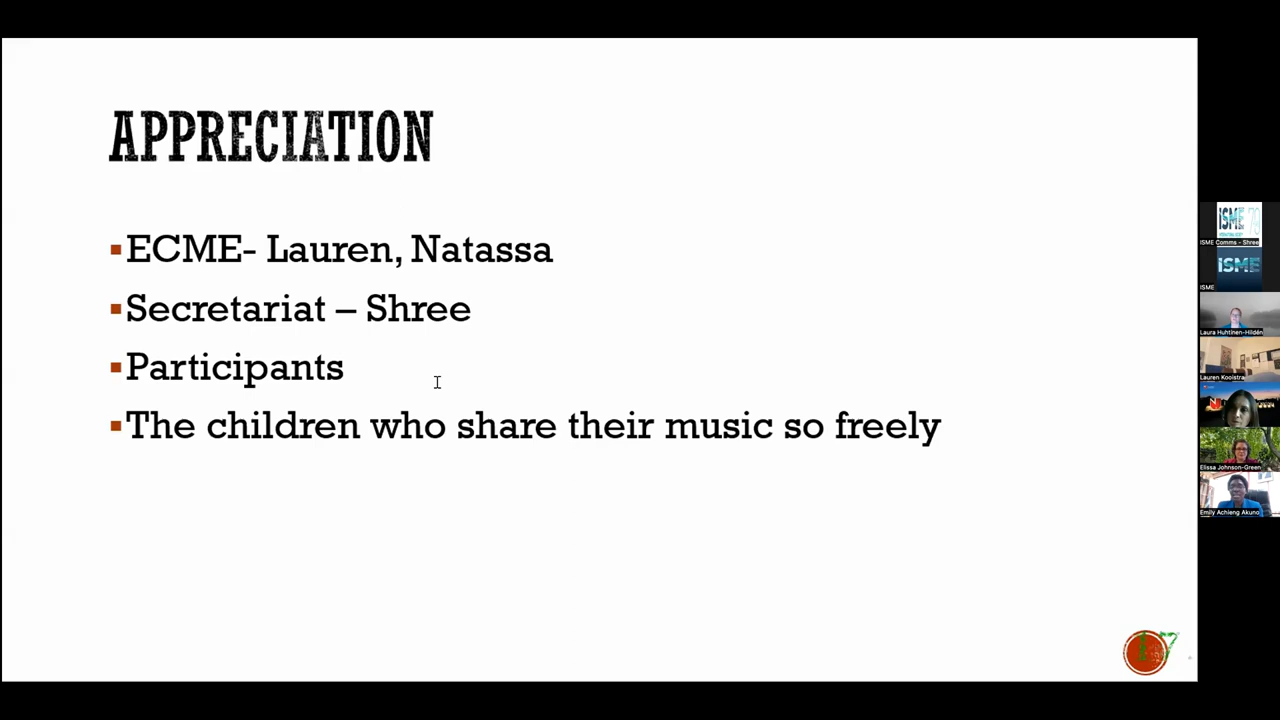 APPRECIATION
ECME- Lauren, Natassa
Secretariat – Shree
Participants
The children who share their music so freely
17
ISME
ISME Comms - Shree
ISME
ISME
Laura Huhtinen-Hildén
Lauren Kooistra
Elissa Johnson-Green
Emily Achieng Akuno